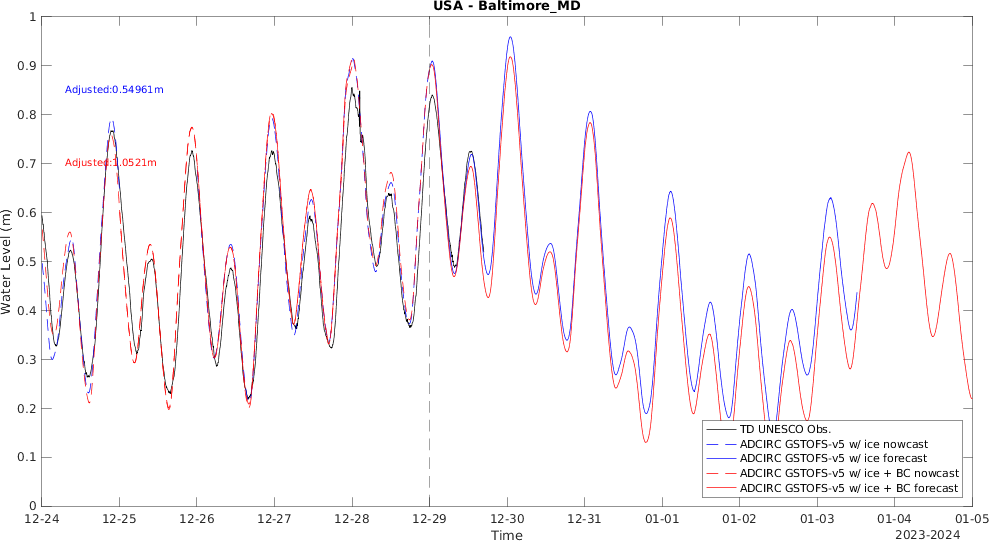 USA - Baltimore_MD
1
0.9
0.8
0.7
0.6
0.5
0.4
0.3
0.2
0.1
0
Water Level (m)
Adjusted:0.54961m
Adjusted:1.0521m
TD UNESCO Obs.
ADCIRC GSTOFS-v5 w/ ice nowcast
ADCIRC GSTOFS-v5 w/ ice forecast
ADCIRC GSTOFS-v5 w/ ice + BC nowcast
ADCIRC GSTOFS-v5 w/ ice + BC forecast
12-24 12-25 12-26 12-27 12-28 12-29 12-30 12-31 01-01 01-02 01-03 01-04 01-05
Time
2023-2024